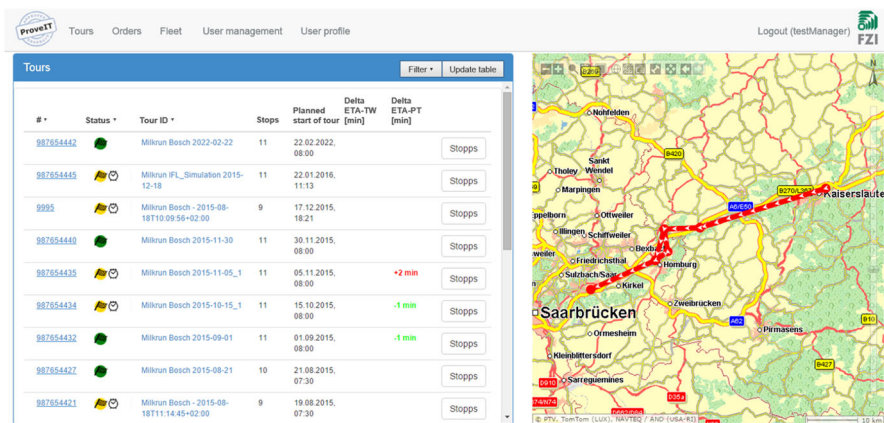 ProveIT
Tours Orders Fleet User management User profile
Logout (testManager)
FZI
Tours
Filter
Update table
Delta Delta
Planned ETA-TW ETA-PT
# Status Tour ID Stops start of tour [min] [min]
987654442 Milkrun Bosch 2022-02-22 11 22.02.2022,
08:00
Stopps
987654445 Milkrun IFL_Simulation 2015-
12-18 11 22.01.2016,
11:13
Stopps
9995 Milkrun Bosch - 2015-08-
18T10:09:56+02:00 9 17.12.2015,
18:21
Stopps
987654440 Milkrun Bosch 2015-11-30 11 30.11.2015,
08:00
Stopps
987654435 Milkrun Bosch 2015-11-05_1 11 05.11.2015,
08:00
+2 min
Stopps
987654434 Milkrun Bosch 2015-10-15_1 11 15.10.2015,
08:00
-1 min
Stopps
987654432 Milkrun Bosch 2015-09-01 11 01.09.2015,
08:00
-1 min
Stopps
987654427 Milkrun Bosch 2015-08-21 10 21.08.2015,
07:30
Stopps
987654421 Milkrun Bosch - 2015-08-
18T11:14:45+02:00 9 19.08.2015,
07:30
Stopps
B269
N
Nohfelden
B420
Sankt
Wendel
Tholey
Marpingen
B270/L363
Kaiserslaute
A6/E50
ppelborn
Ottweiler
Illingen
Schiffweiler
weiler
Friedrichsthal
Homburg
Sulzbach/Saar
Kirkel
Zweibrücken
Saarbrücken
A62
B10
Ormesheim
Pirmasens
Kleinblittersdorf
B427
D910
Sarreguemines
D35a
74/N74
D662/D84
© PTV, TomTom (LUX), NAVTEQ / AND (USA-RI)
10 km